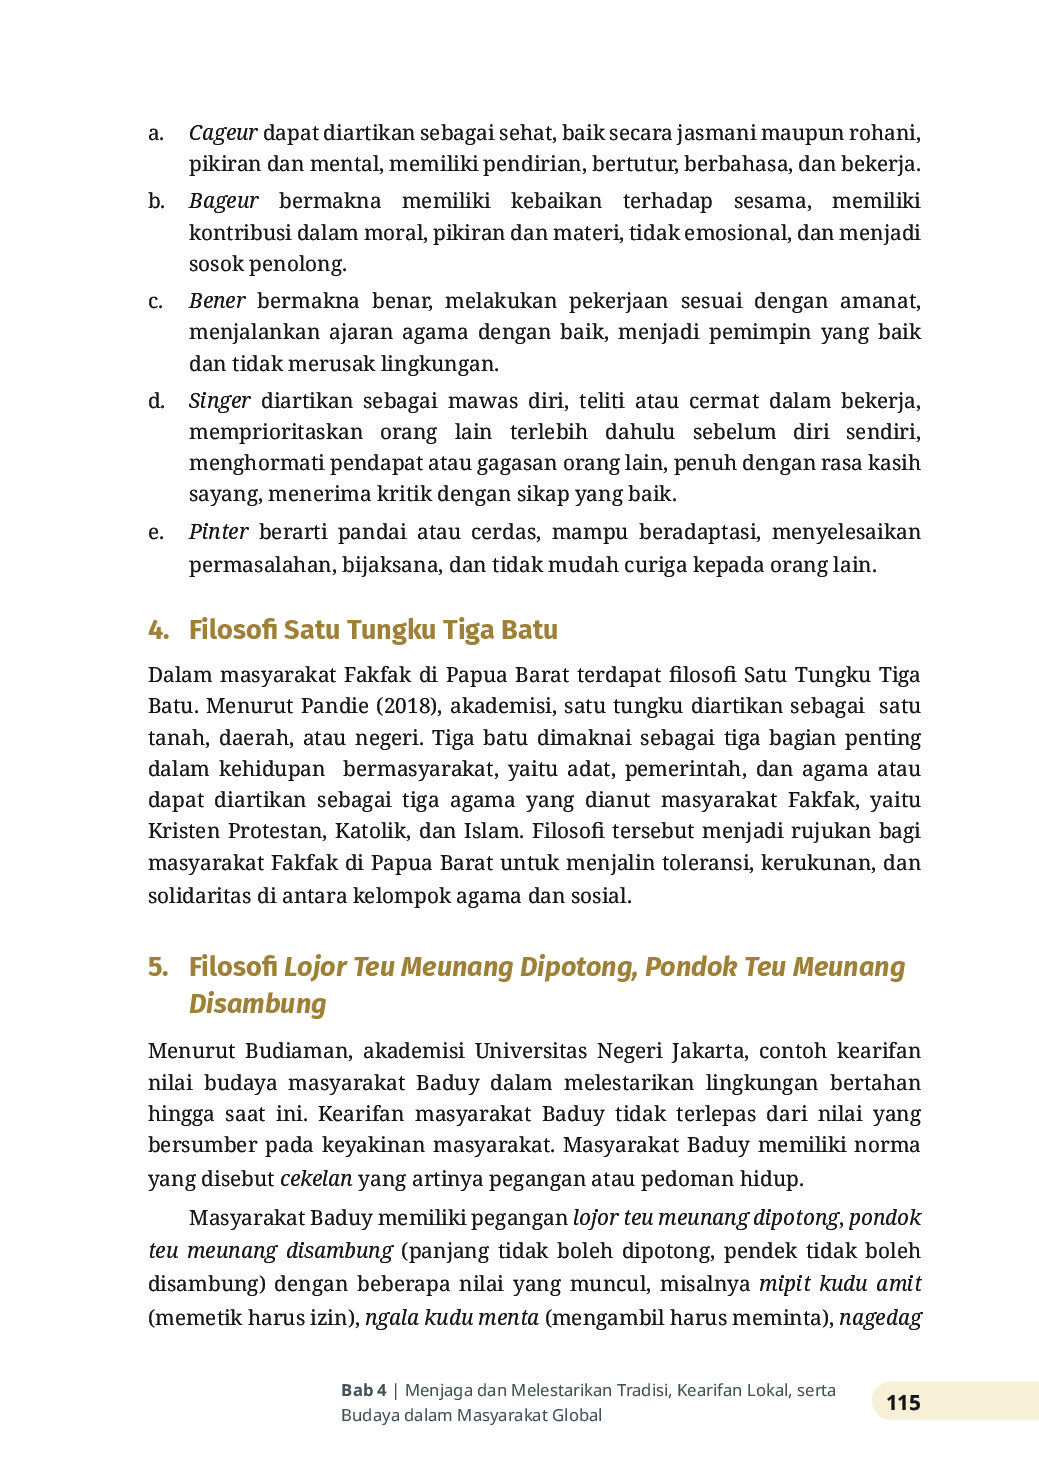 a. Cageur dapat diartikan sebagai sehat, baik secara jasmani maupun rohani,
pikiran dan mental, memiliki pendirian, bertutur, berbahasa, dan bekerja.
b. Bageur bermakna memiliki kebaikan terhadap sesama, memiliki
kontribusi dalam moral, pikiran dan materi, tidak emosional, dan menjadi
sosok penolong.
c. Bener bermakna benar, melakukan pekerjaan sesuai dengan amanat,
menjalankan ajaran agama dengan baik, menjadi pemimpin yang baik
dan tidak merusak lingkungan.
d. Singer diartikan sebagai mawas diri, teliti atau cermat dalam bekerja,
memprioritaskan orang lain terlebih dahulu sebelum diri sendiri,
menghormati pendapat atau gagasan orang lain, penuh dengan rasa kasih
sayang, menerima kritik dengan sikap yang baik.
e. Pinter berarti pandai atau cerdas, mampu beradaptasi, menyelesaikan
permasalahan, bijaksana, dan tidak mudah curiga kepada orang lain.
4. Filosofi Satu Tungku Tiga Batu
Dalam masyarakat Fakfak di Papua Barat terdapat filosofi Satu Tungku Tiga
Batu. Menurut Pandie (2018), akademisi, satu tungku diartikan sebagai satu
tanah, daerah, atau negeri. Tiga batu dimaknai sebagai tiga bagian penting
dalam kehidupan bermasyarakat, yaitu adat, pemerintah, dan agama atau
dapat diartikan sebagai tiga agama yang dianut masyarakat Fakfak, yaitu
Kristen Protestan, Katolik, dan Islam. Filosofi tersebut menjadi rujukan bagi
masyarakat Fakfak di Papua Barat untuk menjalin toleransi, kerukunan, dan
solidaritas di antara kelompok agama dan sosial.
5. Filosofi Lojor Teu Meunang Dipotong, Pondok Teu Meunang
Disambung
Menurut Budiaman, akademisi Universitas Negeri Jakarta, contoh kearifan
nilai budaya masyarakat Baduy dalam melestarikan lingkungan bertahan
hingga saat ini. Kearifan masyarakat Baduy tidak terlepas dari nilai yang
bersumber pada keyakinan masyarakat. Masyarakat Baduy memiliki norma
yang disebut cekelan yang artinya pegangan atau pedoman hidup.
Masyarakat Baduy memiliki pegangan lojor teu meunang dipotong, pondok
teu meunang disambung (panjang tidak boleh dipotong, pendek tidak boleh
disambung) dengan beberapa nilai yang muncul, misalnya mipit kudu amit
(memetik harus izin), ngala kudu menta (mengambil harus meminta), nagedag
Bab 4 | Menjaga dan Melestarikan Tradisi, Kearifan Lokal, serta
Budaya dalam Masyarakat Global
115